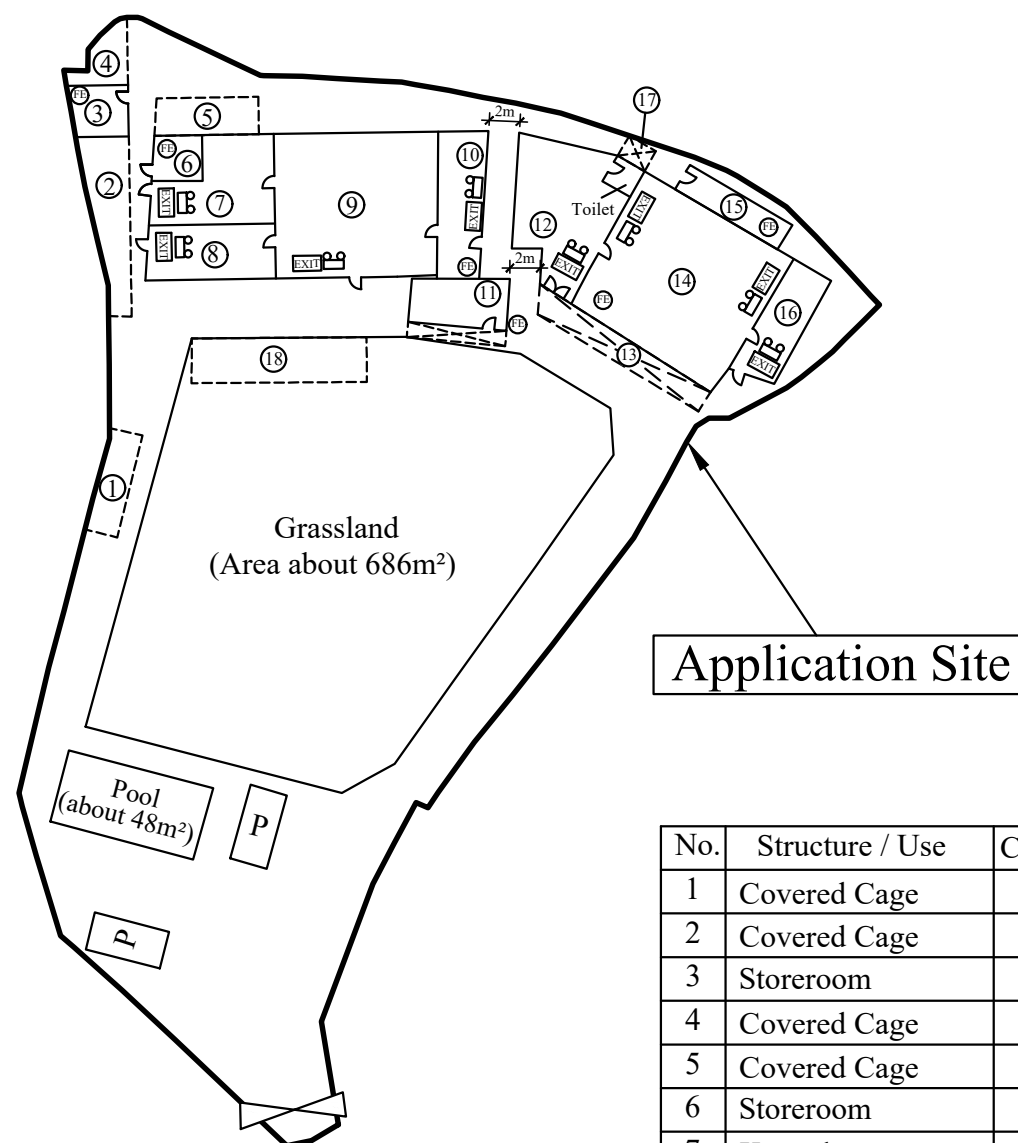 4
FE
3
5
2m
17
FE
6
10
2
EXIT
7
9
Toilet
EXIT
15
FE
EXIT
12
EXIT
8
EXIT
FE
2m
EXIT
14
EXIT
11
FE
16
FE
13
EXIT
18
1
Grassland
(Area about 686m²)
Application Site
Pool
(about 48m²)
P
P
No. Structure / Use C
1 Covered Cage
2 Covered Cage
3 Storeroom
4 Covered Cage
5 Covered Cage
6 Storeroom